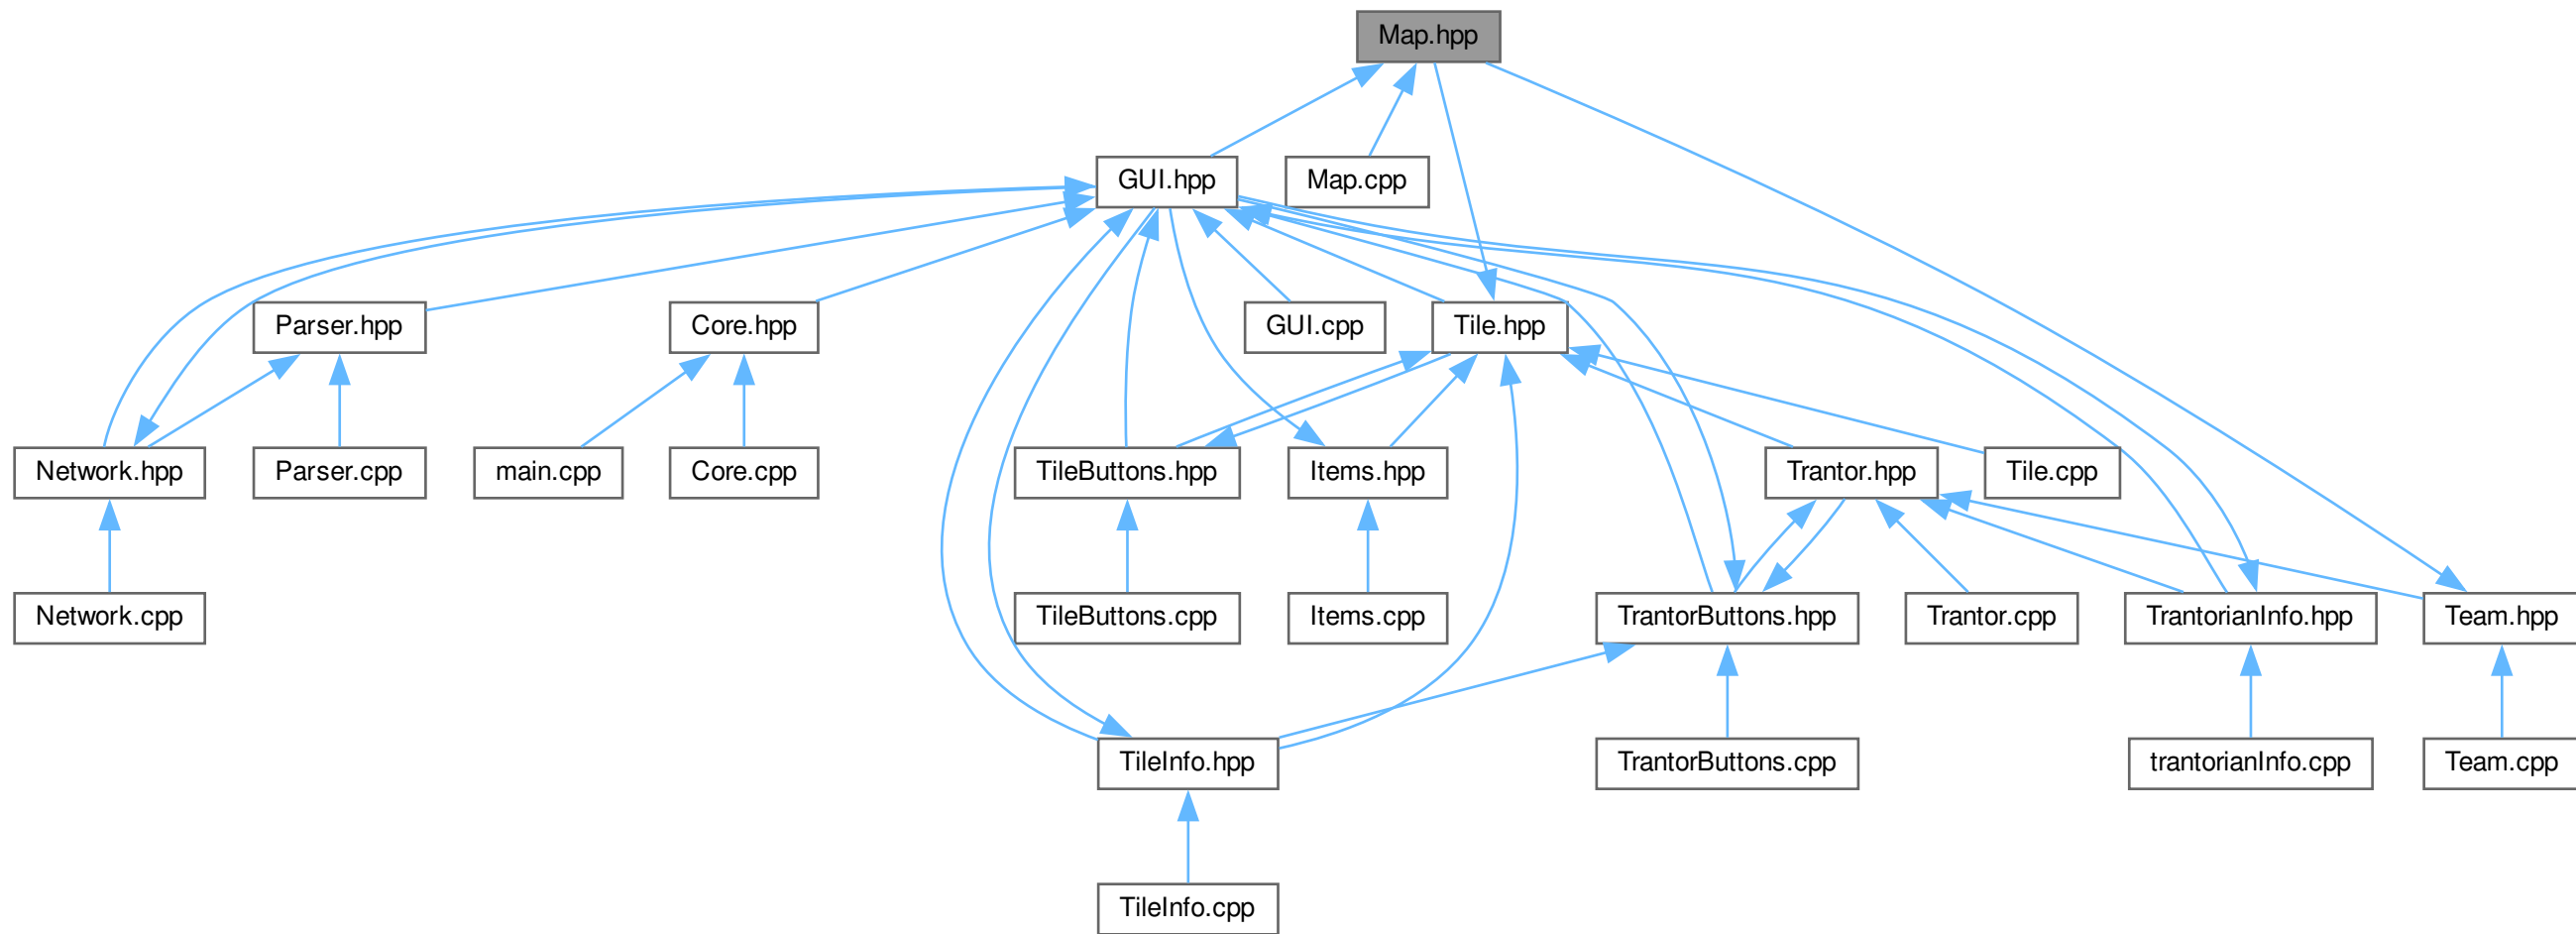 Map.hpp
GUI.hpp
Map.cpp
Parser.hpp
Core.hpp
GUI.cpp
Tile.hpp
Network.hpp
Parser.cpp
main.cpp
Core.cpp
TileButtons.hpp
Items.hpp
Trantor.hpp
Tile.cpp
Network.cpp
TileButtons.cpp
Items.cpp
TrantorButtons.hpp
Trantor.cpp
TrantorianInfo.hpp
Team.hpp
TileInfo.hpp
TrantorButtons.cpp
trantorianInfo.cpp
Team.cpp
TileInfo.cpp